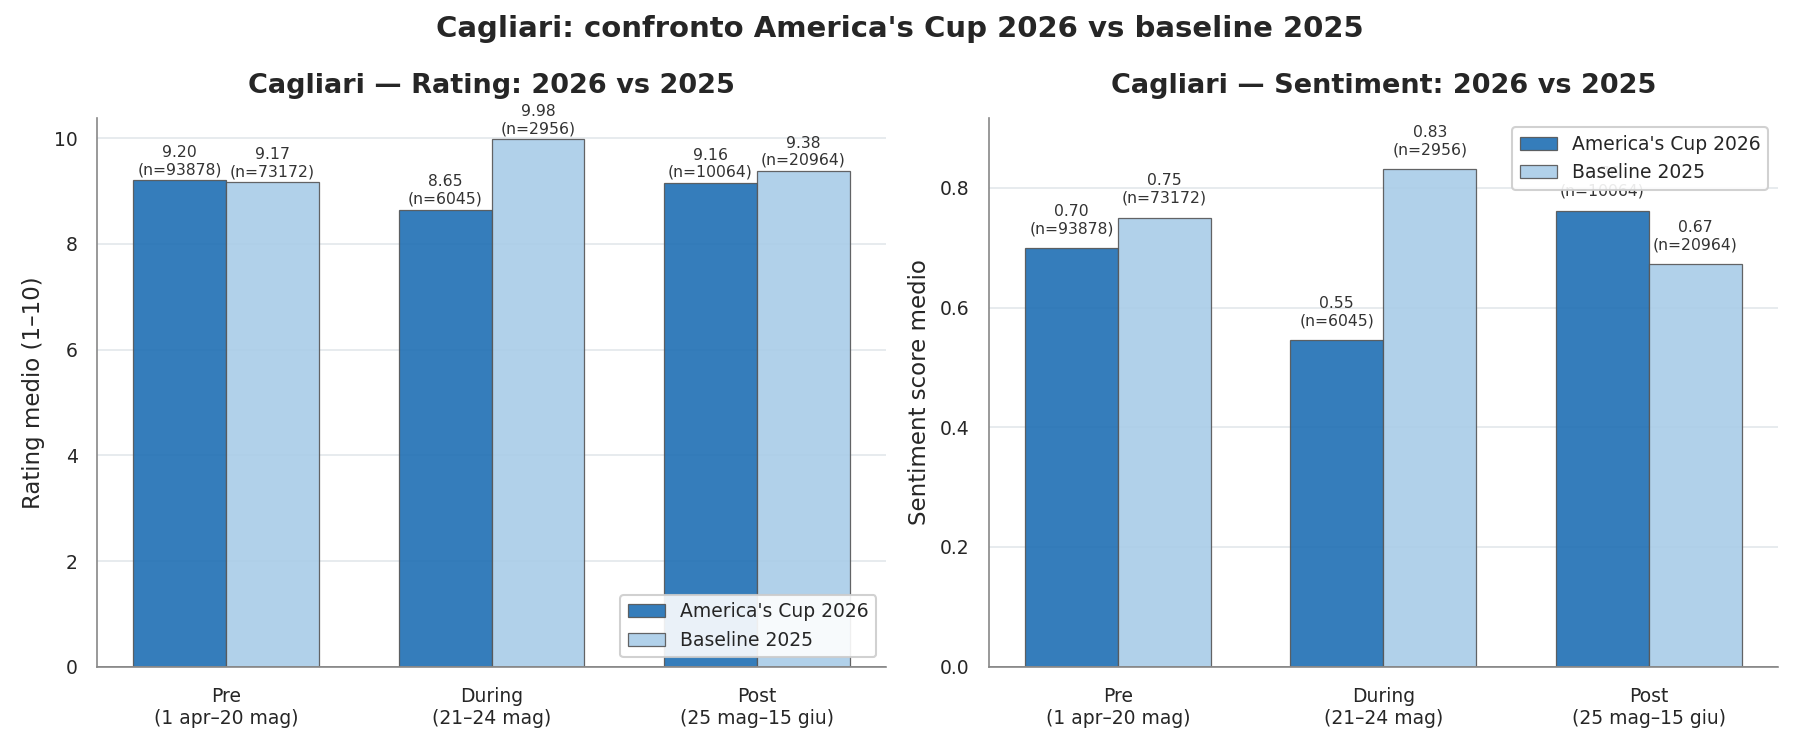 Cagliari: confronto America's Cup 2026 vs baseline 2025
Cagliari — Rating: 2026 vs 2025
Rating medio (1–10)
10
8
6
4
2
0
9.20
(n=93878)
9.17
(n=73172)
8.65
(n=6045)
9.98
(n=2956)
9.16
(n=10064)
9.38
(n=20964)
America's Cup 2026
Baseline 2025
Pre
(1 apr–20 mag)
During
(21–24 mag)
Post
(25 mag–15 giu)
Cagliari — Sentiment: 2026 vs 2025
Sentiment score medio
0.8
0.6
0.4
0.2
0.0
0.70
(n=93878)
0.75
(n=73172)
0.55
(n=6045)
0.83
(n=2956)
(n=10064)
0.67
(n=20964)
America's Cup 2026
Baseline 2025
Pre
(1 apr–20 mag)
During
(21–24 mag)
Post
(25 mag–15 giu)